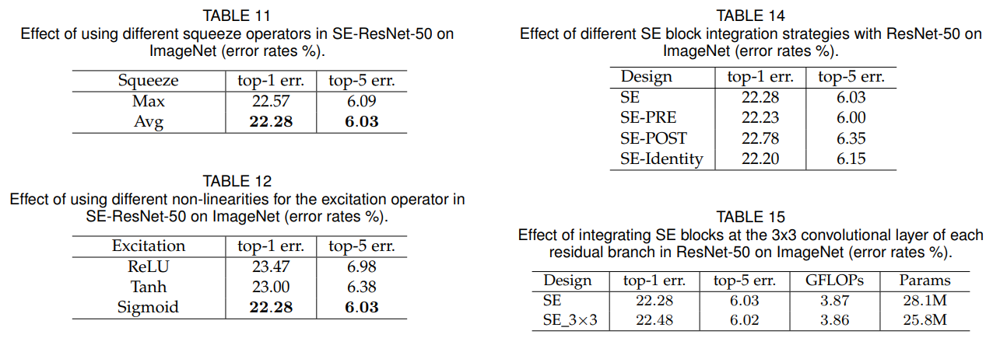 TABLE 11
Effect of using different squeeze operators in SE-ResNet-50 on
ImageNet (error rates %).
Squeeze top-1 err. top-5 err.
Max 22.57 6.09
Avg 22.28 6.03
TABLE 12
Effect of using different non-linearities for the excitation operator in
SE-ResNet-50 on ImageNet (error rates %).
Excitation top-1 err. top-5 err.
ReLU 23.47 6.98
Tanh 23.00 6.38
Sigmoid 22.28 6.03
TABLE 14
Effect of different SE block integration strategies with ResNet-50 on
ImageNet (error rates %).
Design top-1 err. top-5 err.
SE 22.28 6.03
SE-PRE 22.23 6.00
SE-POST 22.78 6.35
SE-Identity 22.20 6.15
TABLE 15
Effect of integrating SE blocks at the 3x3 convolutional layer of each
residual branch in ResNet-50 on ImageNet (error rates %).
Design top-1 err. top-5 err. GFLOPs Params
SE 22.28 6.03 3.87 28.1M
SE_3×3 22.48 6.02 3.86 25.8M